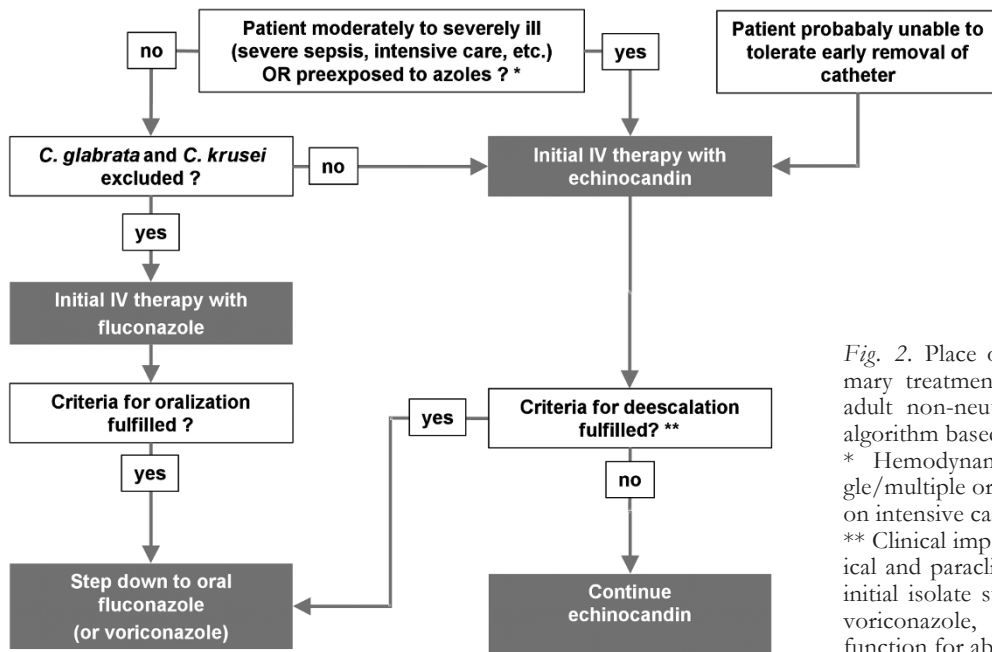 Patient moderately to severely ill
(severe sepsis, intensive care, etc.)
OR preexposed to azoles ? *
no
yes
Patient probabaly unable to
tolerate early removal of
catheter
C. glabrata and C. krusei
excluded ?
no
Initial IV therapy with
echinocandin
yes
Initial IV therapy with
fluconazole
Criteria for oralization
fulfilled ?
yes
Criteria for deescalation
fulfilled? **
yes
no
Step down to oral
fluconazole
(or voriconazole)
Continue
echinocandin
Fig. 2. Place
mary treatment
adult non-neut
algorithm based
* Hemodynam
gle/multiple or
on intensive ca
** Clinical imp
ical and paracli
initial isolate s
voriconazole,
function for ab